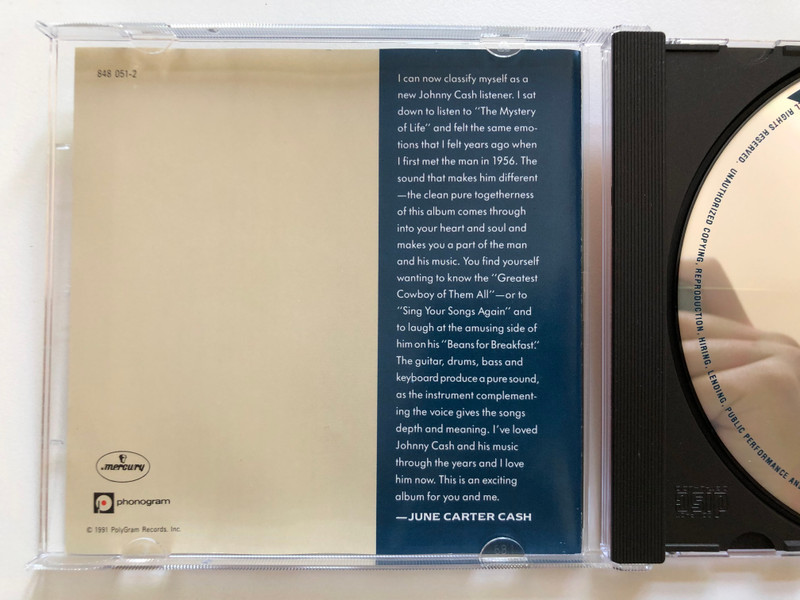 848 051-2
I can now classify myself as a
new Johnny Cash listener. I sat
down to listen to "The Mystery
of Life" and felt the same emo-
tions that I felt years ago when
I first met the man in 1956. The
sound that makes him different
—the clean pure togetherness
of this album comes through
into your heart and soul and
makes you a part of the man
and his music. You find yourself
wanting to know the "Greatest
Cowboy of Them All"—or to
"Sing Your Songs Again" and
to laugh at the amusing side of
him on his "Beans for Breakfast."
The guitar, drums, bass and
keyboard produce a pure sound,
as the instrument complement-
ing the voice gives the songs
depth and meaning. I've loved
Johnny Cash and his music
through the years and I love
him now. This is an exciting
album for you and me.
—JUNE CARTER CASH
mercury
phonogram
© 1991 PolyGram Records, Inc
RIGHTS RESERVED. UNAUTHORIZED COPYING, REPRODUCTION, HIRING, LENDING, PUBLIC PERFORMANCE AND